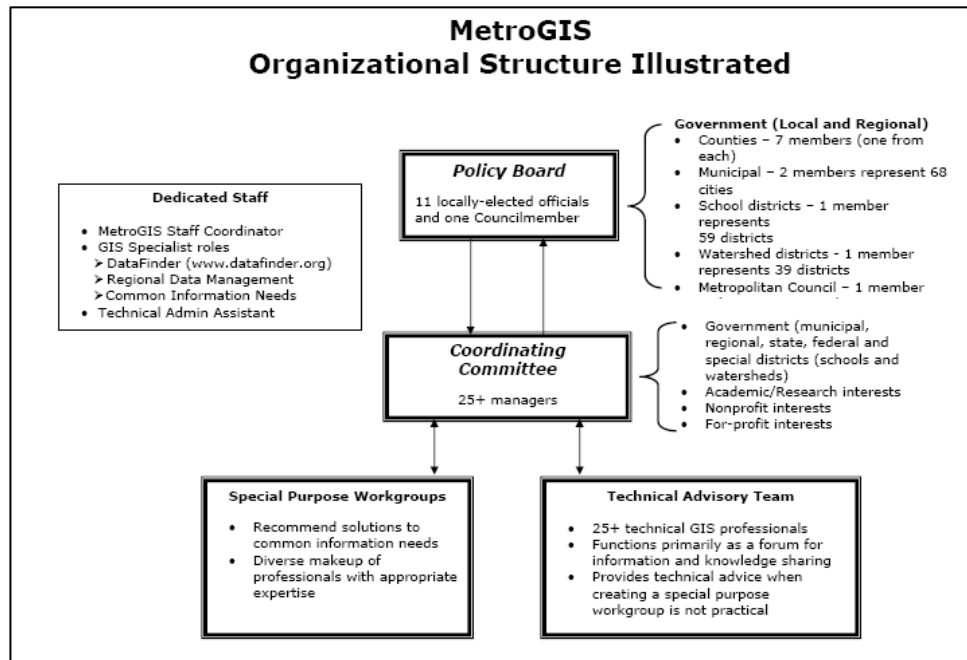 MetroGIS
Organizational Structure Illustrated
Policy Board
11 locally-elected officials
and one Councilmember
Government (Local and Regional)
• Counties – 7 members (one from
each)
• Municipal – 2 members represent 68
cities
• School districts – 1 member
represents
59 districts
• Watershed districts - 1 member
represents 39 districts
• Metropolitan Council – 1 member
Dedicated Staff
• MetroGIS Staff Coordinator
• GIS Specialist roles
➢ DataFinder (www.datafinder.org)
➢ Regional Data Management
➢ Common Information Needs
• Technical Admin Assistant
Coordinating
Committee
25+ managers
• Government (municipal,
regional, state, federal and
special districts (schools and
watersheds)
• Academic/Research interests
• Nonprofit interests
• For-profit interests
Special Purpose Workgroups
• Recommend solutions to
common information needs
• Diverse makeup of
professionals with appropriate
expertise
Technical Advisory Team
• 25+ technical GIS professionals
• Functions primarily as a forum for
information and knowledge sharing
• Provides technical advice when
creating a special purpose
workgroup is not practical